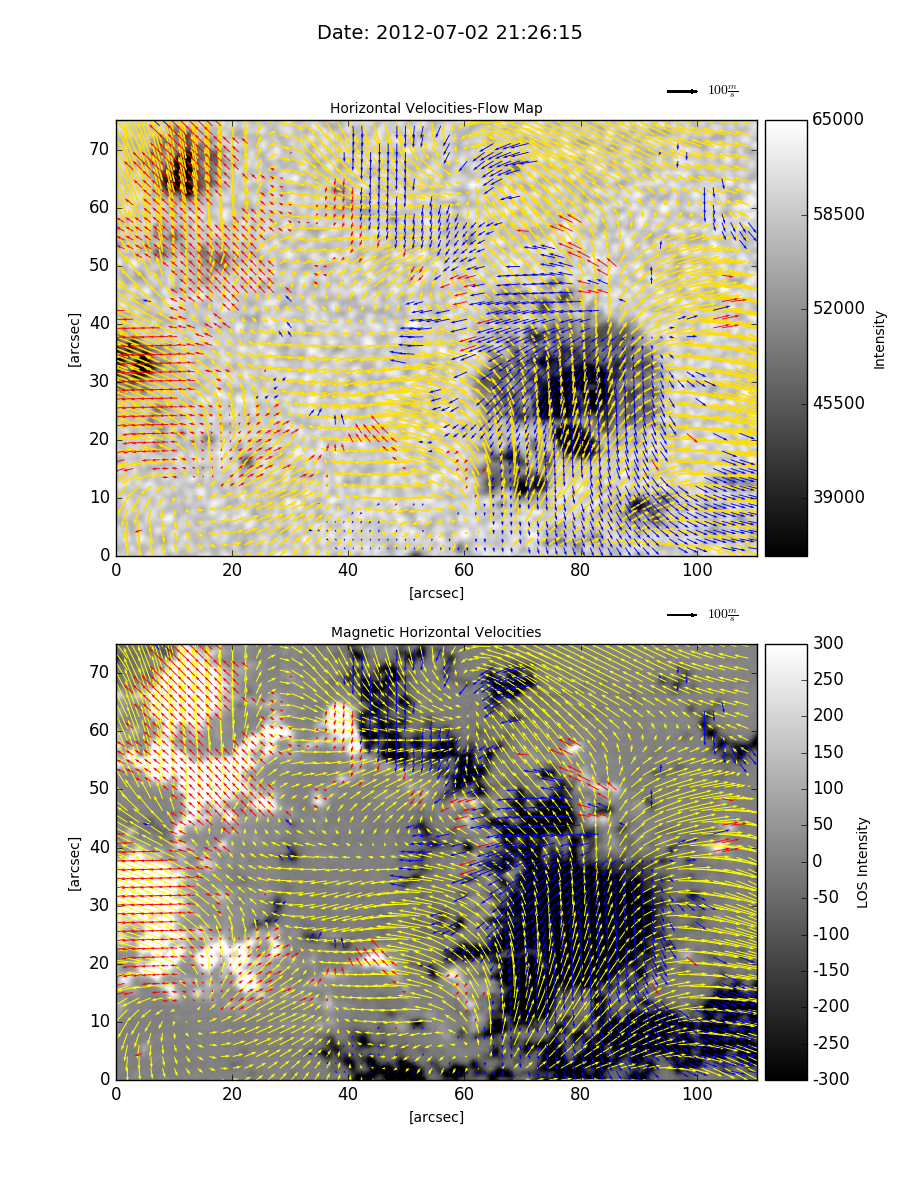 Date: 2012-07-02 21:26:15
100 m/s
Horizontal Velocities-Flow Map
70
60
50
40
30
20
10
0
[arcsec]
0 20 40 60 80 100
[arcsec]
65000
58500
52000
45500
39000
Intensity
100 m/s
Magnetic Horizontal Velocities
70
60
50
40
30
20
10
0
[arcsec]
0 20 40 60 80 100
[arcsec]
300
250
200
150
100
50
0
-50
-100
-150
-200
-250
-300
LOS Intensity